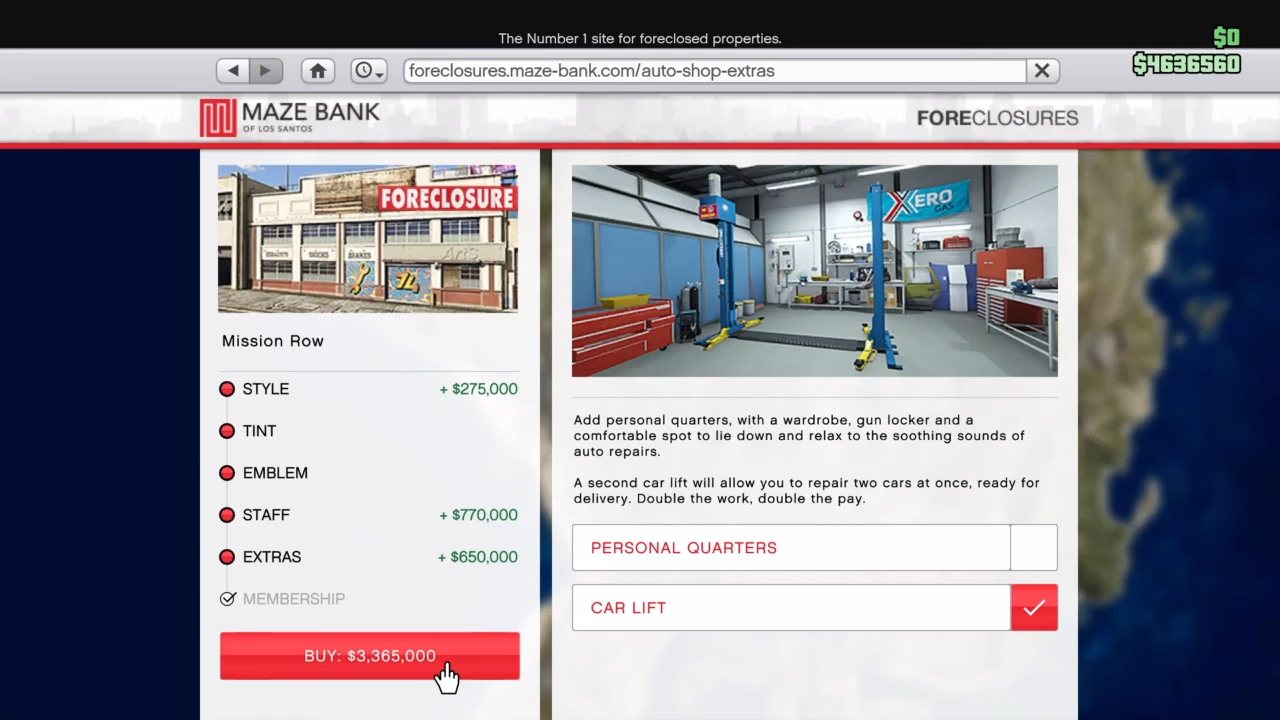 The Number 1 site for foreclosed properties.
$0
$4636560
foreclosures.maze-bank.com/auto-shop-extras
MAZE BANK
OF LOS SANTOS
FORECLOSURES
FORECLOSURE
BRAKES
Arts
Mission Row
STYLE + $275,000
TINT
EMBLEM
STAFF + $770,000
EXTRAS + $650,000
MEMBERSHIP
BUY: $3,365,000
XERO
GAS
Add personal quarters, with a wardrobe, gun locker and a
comfortable spot to lie down and relax to the soothing sounds of
auto repairs.
A second car lift will allow you to repair two cars at once, ready for
delivery. Double the work, double the pay.
PERSONAL QUARTERS
CAR LIFT